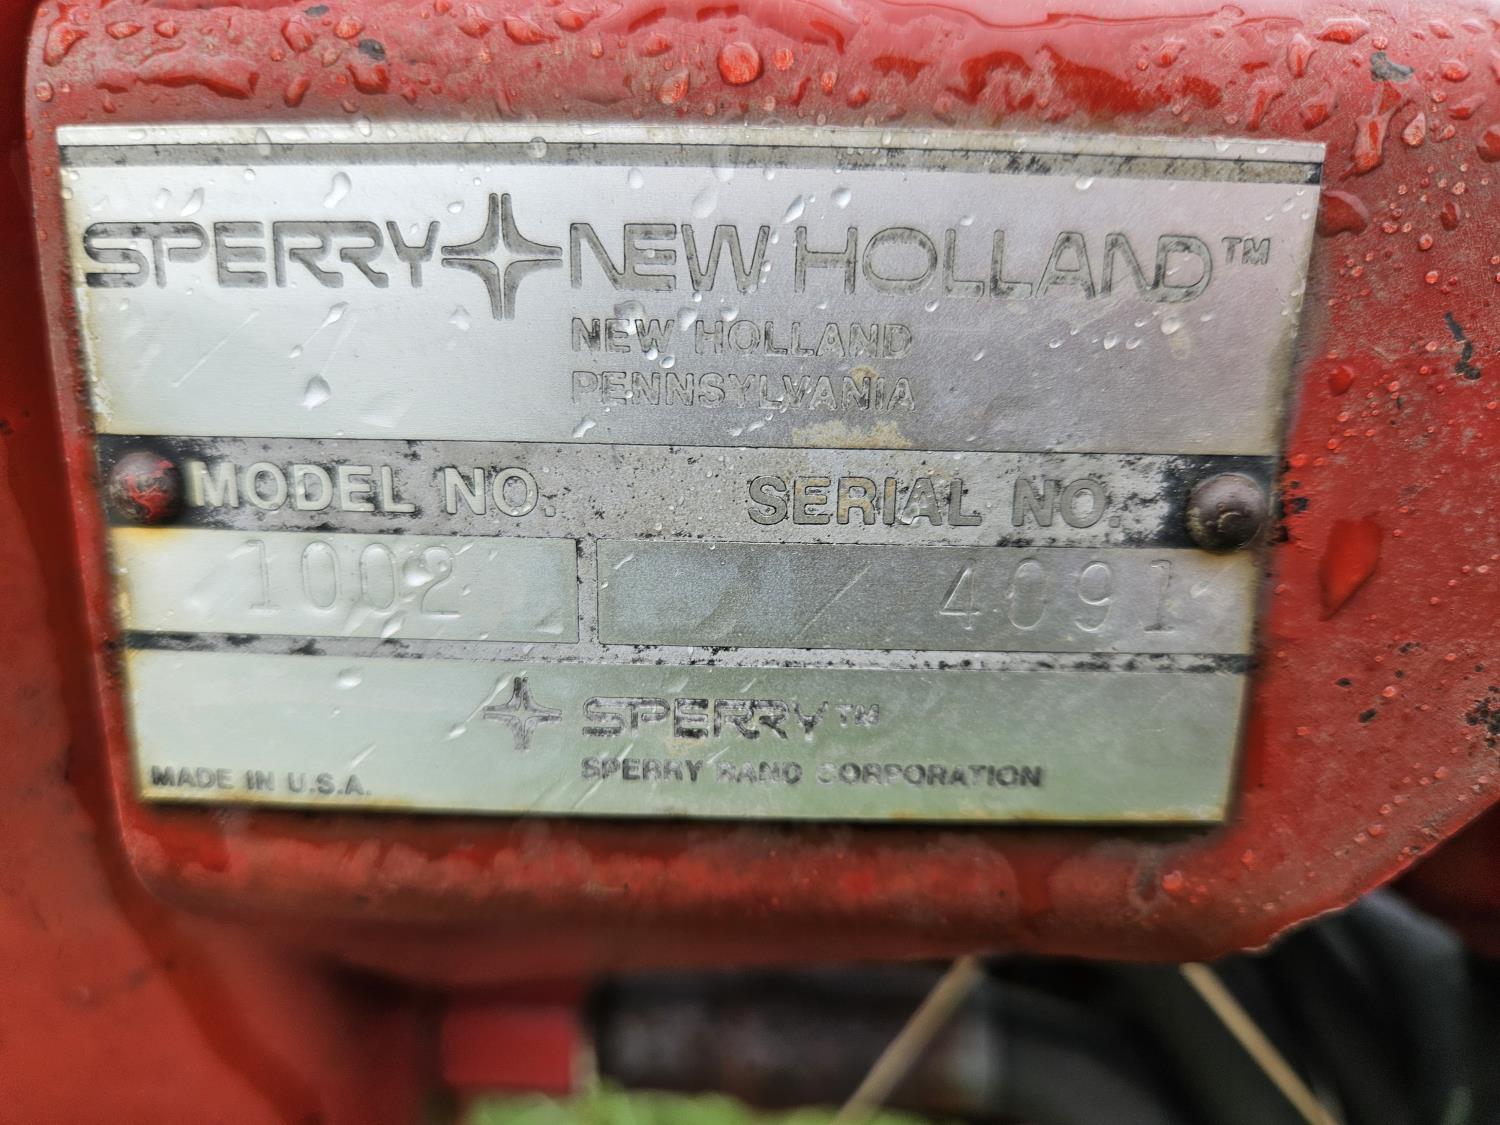 SPERRY NEW HOLLAND™
NEW HOLLAND
PENNSYLVANIA
MODEL NO. SERIAL NO.
1002 4091
SPERRY™
SPERRY RAND CORPORATION
MADE IN U.S.A.